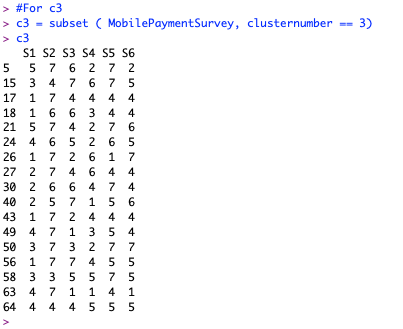 > #For c3
> c3 = subset ( MobilePaymentSurvey, clusternumber == 3)
> c3
   S1 S2 S3 S4 S5 S6
5   5  7  6  2  7  2
15  3  4  7  6  7  5
17  1  7  4  4  4  4
18  1  6  6  3  4  4
21  5  7  4  2  7  6
24  4  6  5  2  6  5
26  1  7  2  6  1  7
27  2  7  4  6  4  4
30  2  6  6  4  7  4
40  2  5  7  1  5  6
43  1  7  2  4  4  4
49  4  7  1  3  5  4
50  3  7  3  2  7  7
56  1  7  7  4  5  5
58  3  3  5  5  7  5
63  4  7  1  1  4  1
64  4  4  4  5  5  5
>